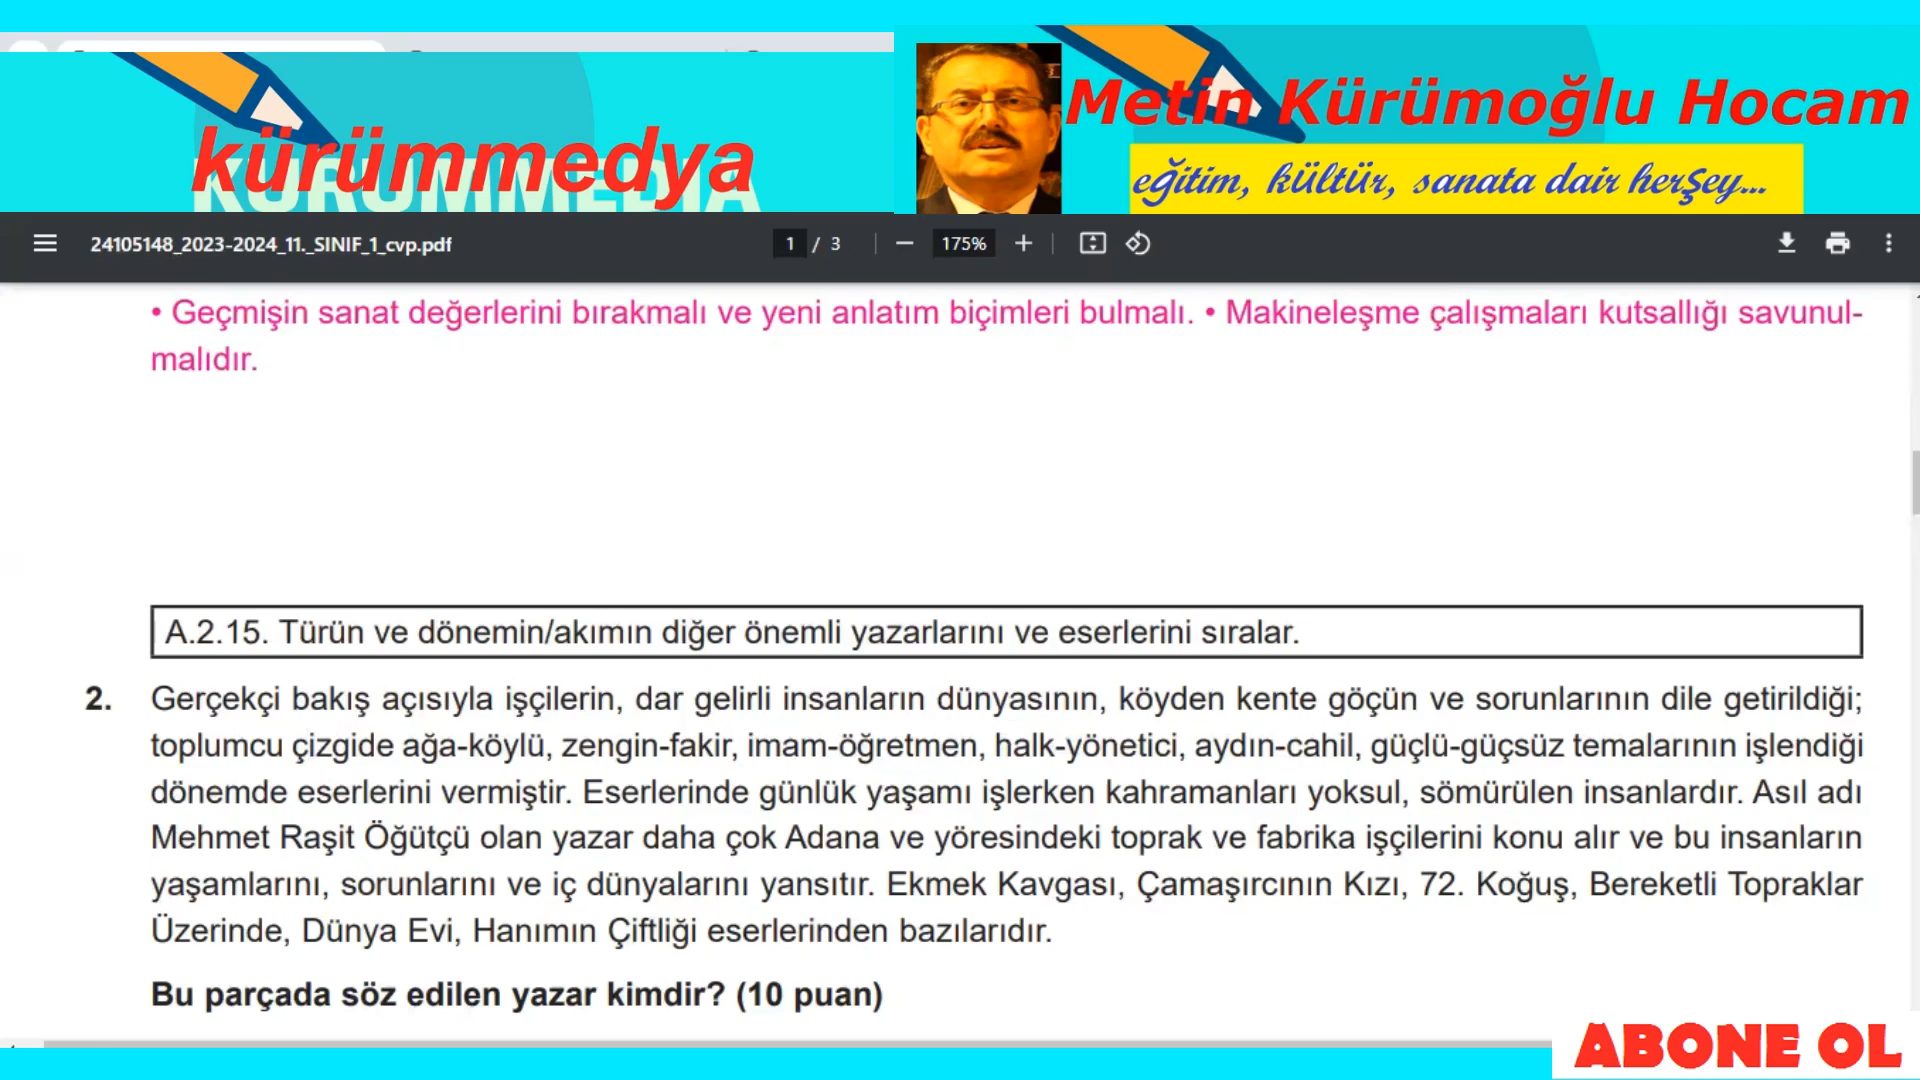 kürümmedya
KÜRÜMMEDYA
Metin Kürümoğlu Hocam
eğitim, kültür, sanata dair herşey...
24105148_2023-2024_11._SINIF_1_cvp.pdf
1 / 3
175%
• Geçmişin sanat değerlerini bırakmalı ve yeni anlatım biçimleri bulmalı. • Makineleşme çalışmaları kutsallığı savunul-
malıdır.
A.2.15. Türün ve dönemin/akımın diğer önemli yazarlarını ve eserlerini sıralar.
2. Gerçekçi bakış açısıyla işçilerin, dar gelirli insanların dünyasının, köyden kente göçün ve sorunlarının dile getirildiği;
toplumcu çizgide ağa-köylü, zengin-fakir, imam-öğretmen, halk-yönetici, aydın-cahil, güçlü-güçsüz temalarının işlendiği
dönemde eserlerini vermiştir. Eserlerinde günlük yaşamı işlerken kahramanları yoksul, sömürülen insanlardır. Asıl adı
Mehmet Raşit Öğütçü olan yazar daha çok Adana ve yöresindeki toprak ve fabrika işçilerini konu alır ve bu insanların
yaşamlarını, sorunlarını ve iç dünyalarını yansıtır. Ekmek Kavgası, Çamaşırcının Kızı, 72. Koğuş, Bereketli Topraklar
Üzerinde, Dünya Evi, Hanımın Çiftliği eserlerinden bazılarıdır.
Bu parçada söz edilen yazar kimdir? (10 puan)
ABONE OL